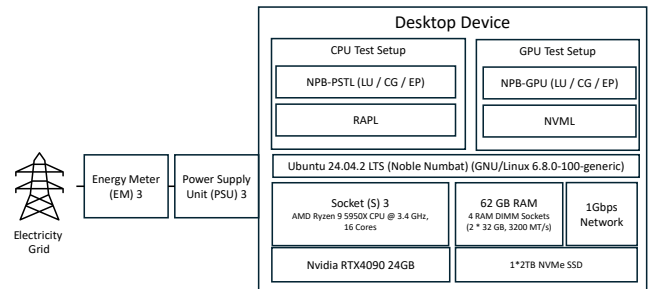 Desktop Device
CPU Test Setup
NPB-PSTL (LU / CG / EP)
RAPL
GPU Test Setup
NPB-GPU (LU / CG / EP)
NVML
Ubuntu 24.04.2 LTS (Noble Numbat) (GNU/Linux 6.8.0-100-generic)
Electricity
Grid
Energy Meter
(EM) 3
Power Supply
Unit (PSU) 3
Socket (S) 3
AMD Ryzen 9 5950X CPU @ 3.4 GHz,
16 Cores
62 GB RAM
4 RAM DIMM Sockets
(2 * 32 GB, 3200 MT/s)
1Gbps
Network
Nvidia RTX4090 24GB
1*2TB NVMe SSD